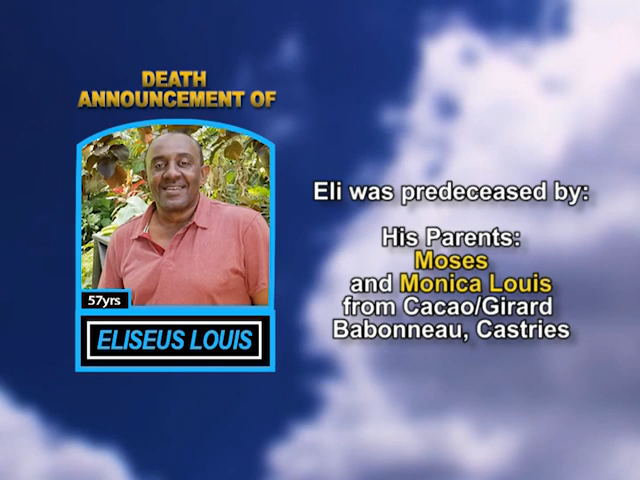 DEATH
ANNOUNCEMENT OF
57yrs
ELISEUS LOUIS
Eli was predeceased by:
His Parents:
Moses
and Monica Louis
from Cacao/Girard
Babonneau, Castries